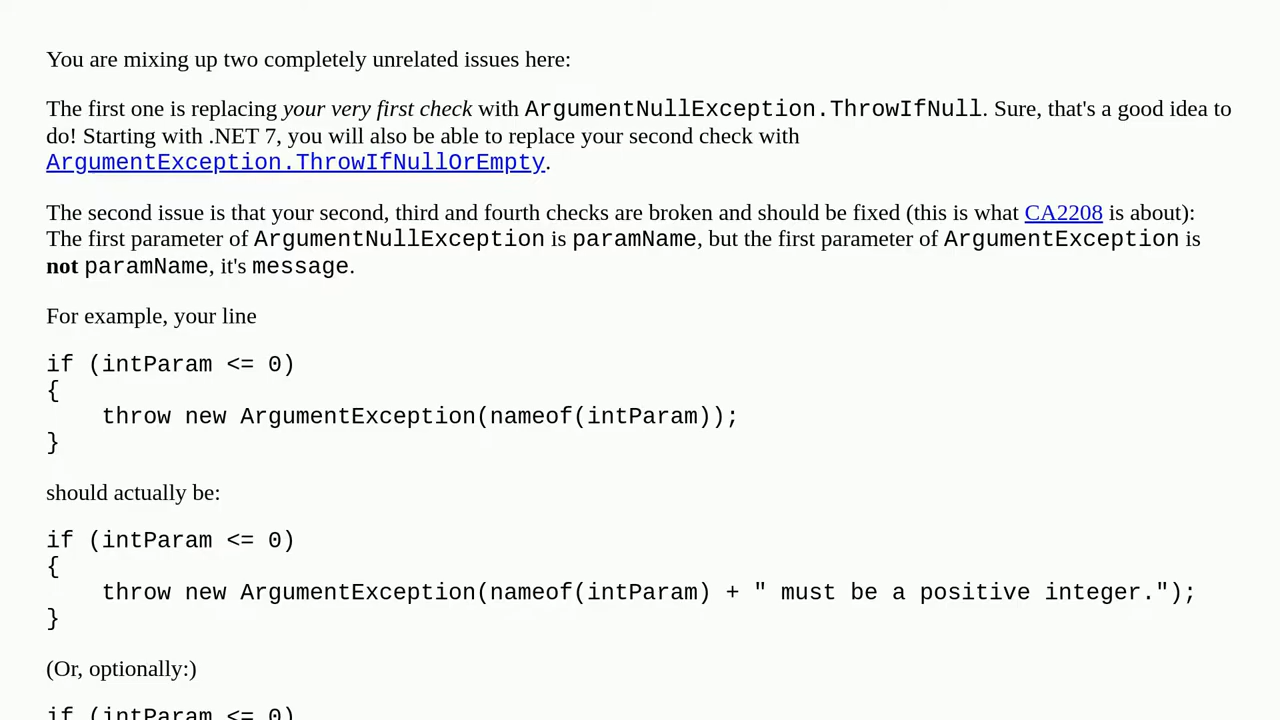 You are mixing up two completely unrelated issues here:
The first one is replacing your very first check with ArgumentNullException.ThrowIfNull. Sure, that's a good idea to
do! Starting with .NET 7, you will also be able to replace your second check with
ArgumentException.ThrowIfNullOrEmpty.
The second issue is that your second, third and fourth checks are broken and should be fixed (this is what CA2208 is about):
The first parameter of ArgumentNullException is paramName, but the first parameter of ArgumentException is
not paramName, it's message.
For example, your line
if (intParam <= 0)
{
    throw new ArgumentException(nameof(intParam));
}
should actually be:
if (intParam <= 0)
{
    throw new ArgumentException(nameof(intParam) + " must be a positive integer.");
}
(Or, optionally:)
if (intParam <= 0)